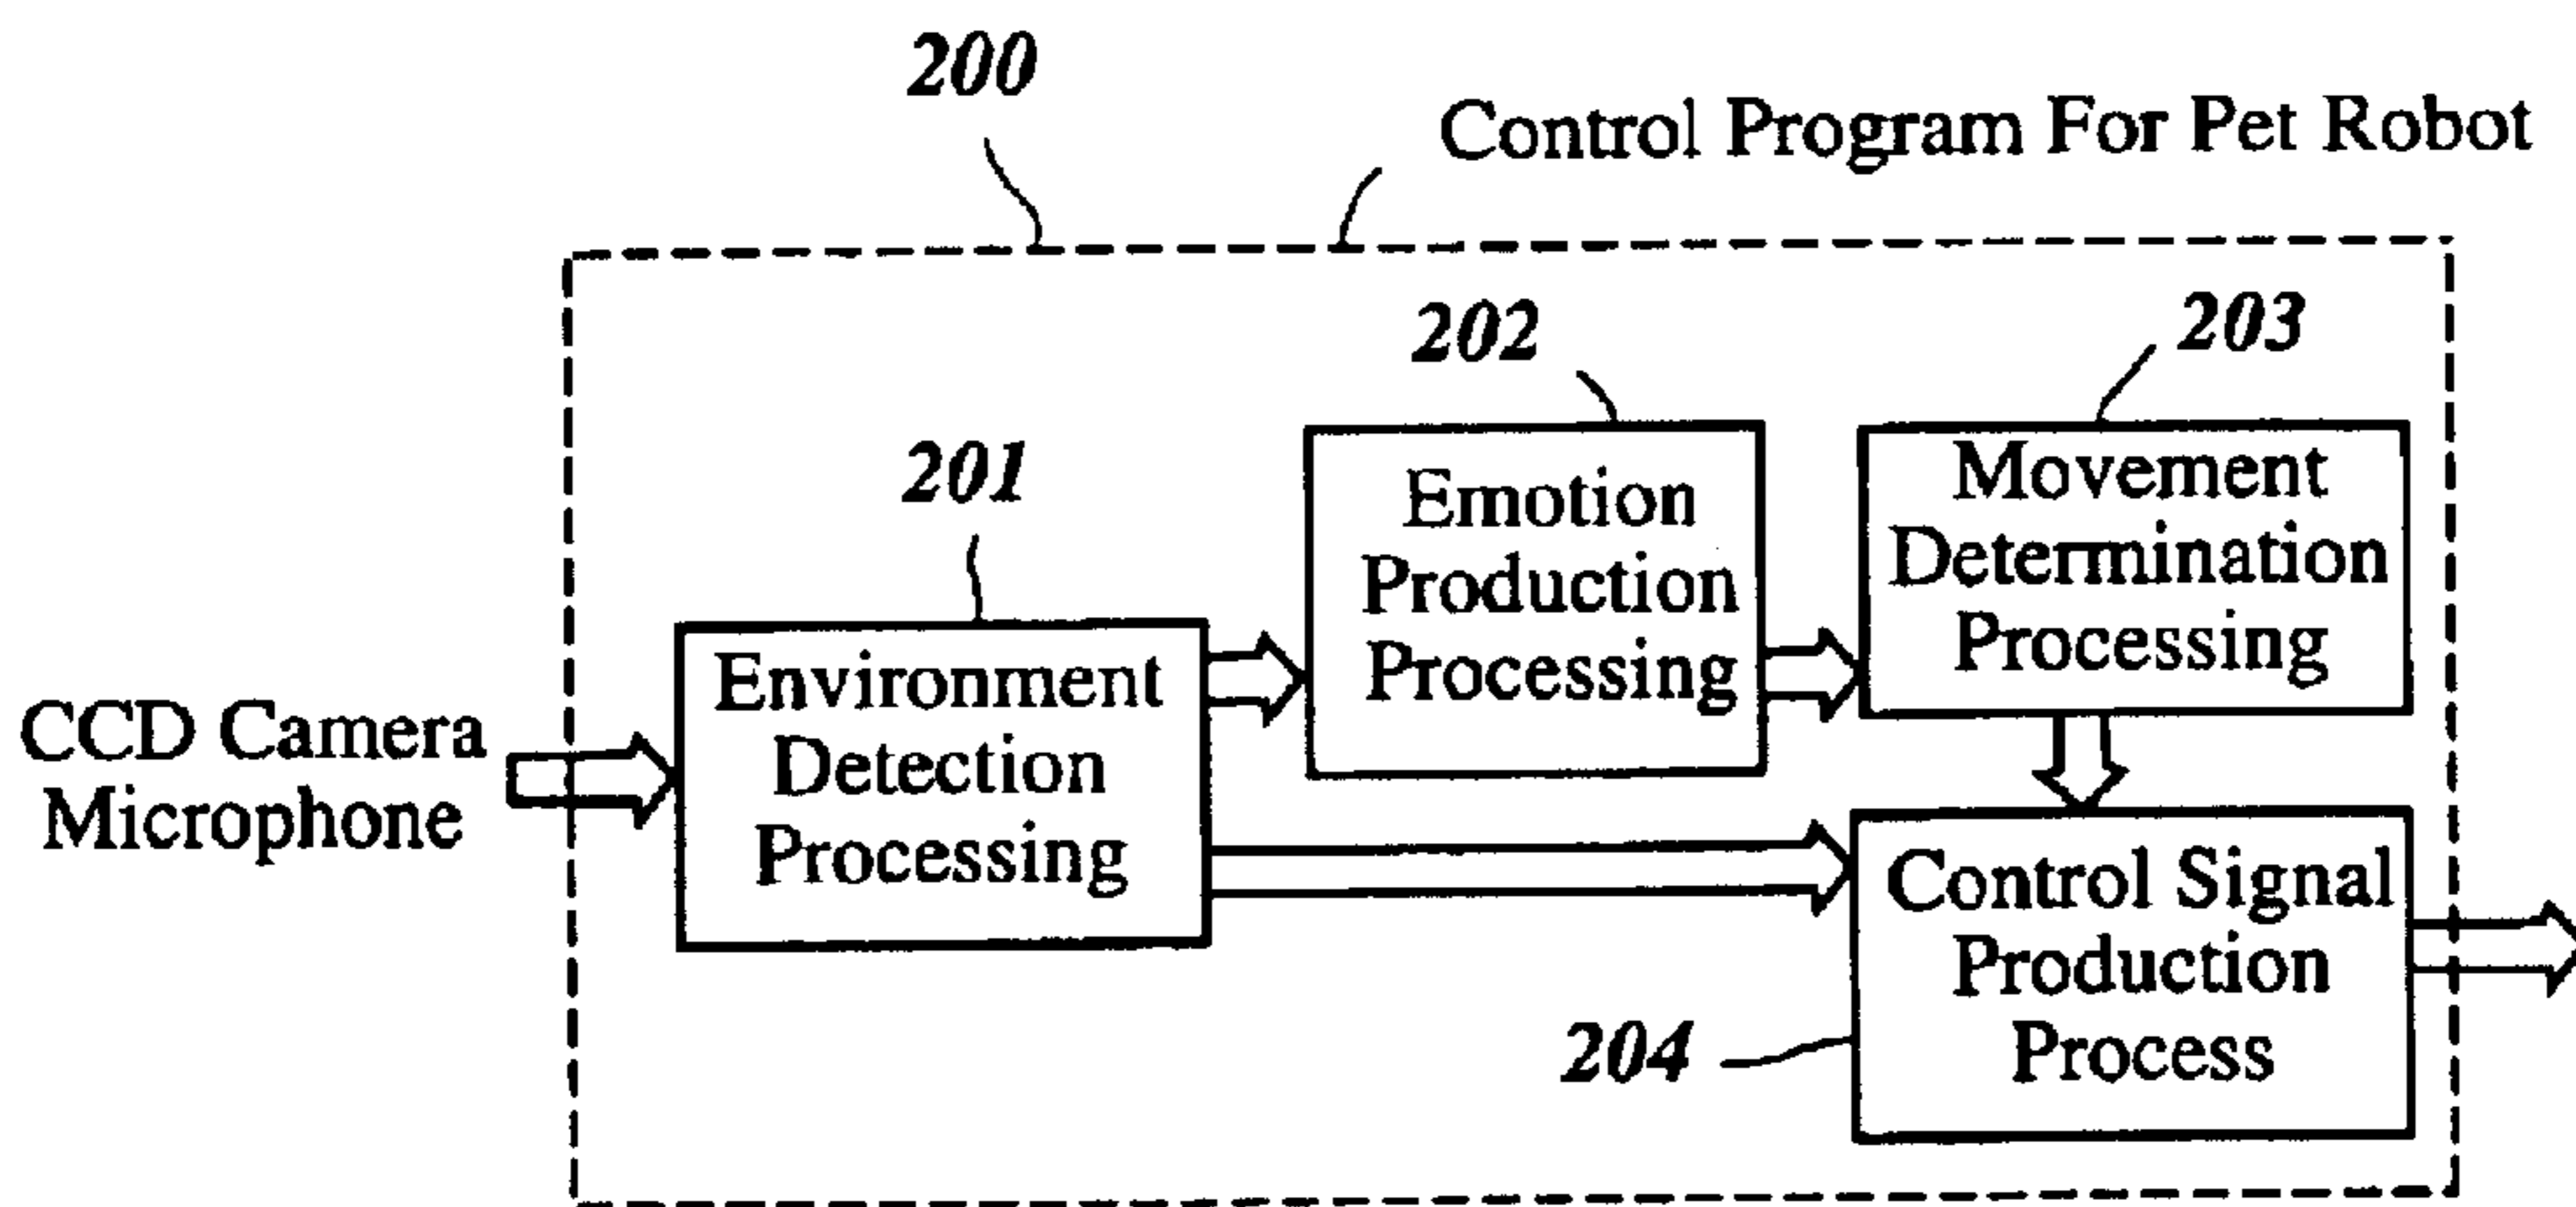 200
Control Program For Pet Robot
202
203
201
Emotion
Production
Processing
Movement
Determination
Processing
Environment
Detection
Processing
CCD Camera
Microphone
Control Signal
Production
Process
204